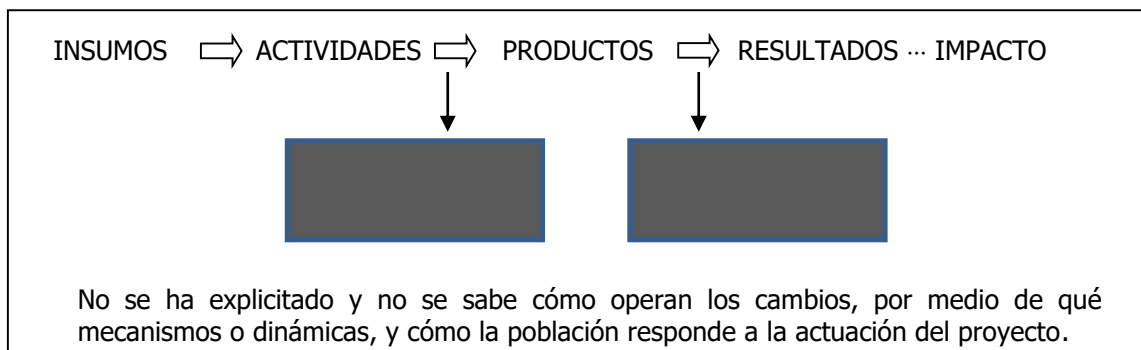 INSUMOS ACTIVIDADES PRODUCTOS RESULTADOS ... IMPACTO
No se ha explicitado y no se sabe cómo operan los cambios, por medio de qué
mecanismos o dinámicas, y cómo la población responde a la actuación del proyecto.